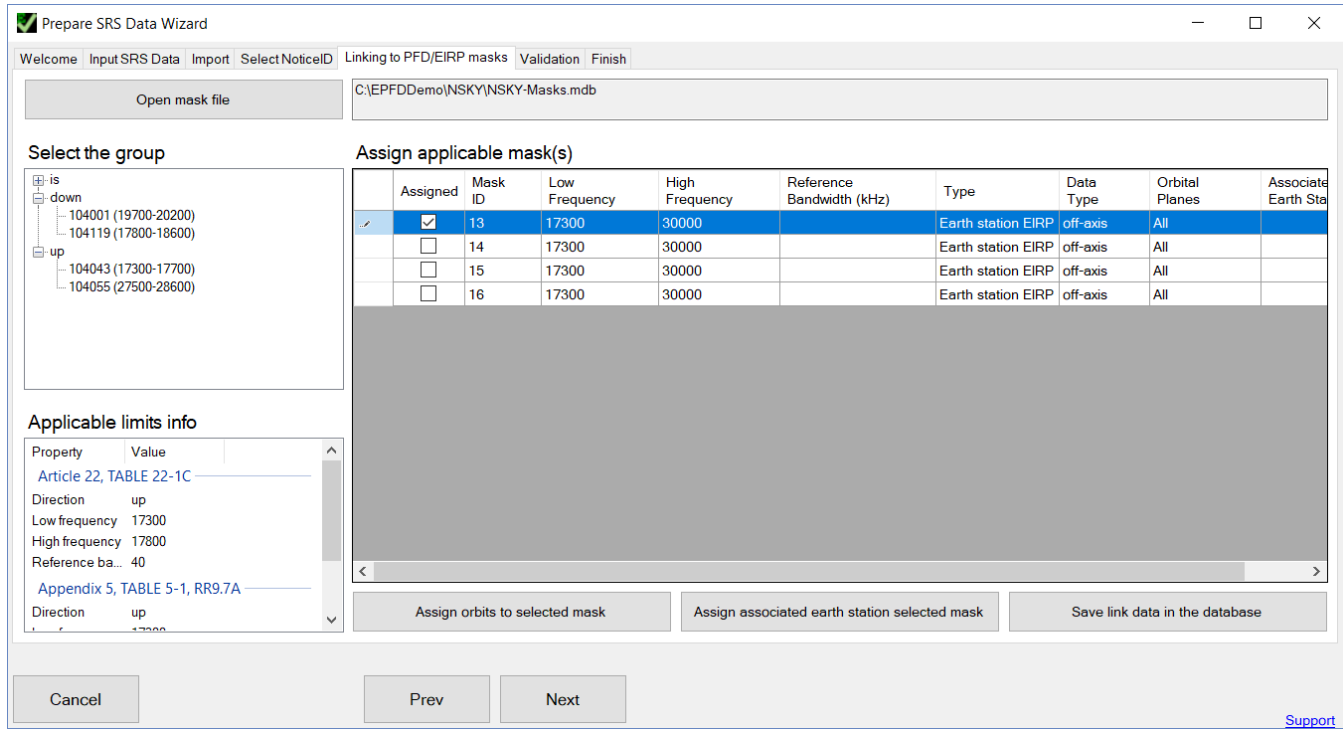 Prepare SRS Data Wizard
Welcome Input SRS Data Import Select NoticeID Linking to PFD/EIRP masks Validation Finish
Open mask file
C:\EPFDDemo\NSKY\NSKY-Masks.mdb
Select the group
is
down
104001 (19700-20200)
104119 (17800-18600)
up
104043 (17300-17700)
104055 (27500-28600)
Applicable limits info
Property Value
Article 22, TABLE 22-1C
Direction up
Low frequency 17300
High frequency 17800
Reference ba... 40
Appendix 5, TABLE 5-1, RR9.7A
Direction up
Assign applicable mask(s)
Assigned Mask ID Low Frequency High Frequency Reference Bandwidth (kHz) Type Data Type Orbital Planes Associate Earth Sta
13 17300 30000 Earth station EIRP off-axis All
14 17300 30000 Earth station EIRP off-axis All
15 17300 30000 Earth station EIRP off-axis All
16 17300 30000 Earth station EIRP off-axis All
Assign orbits to selected mask Assign associated earth station selected mask Save link data in the database
Cancel Prev Next
Support